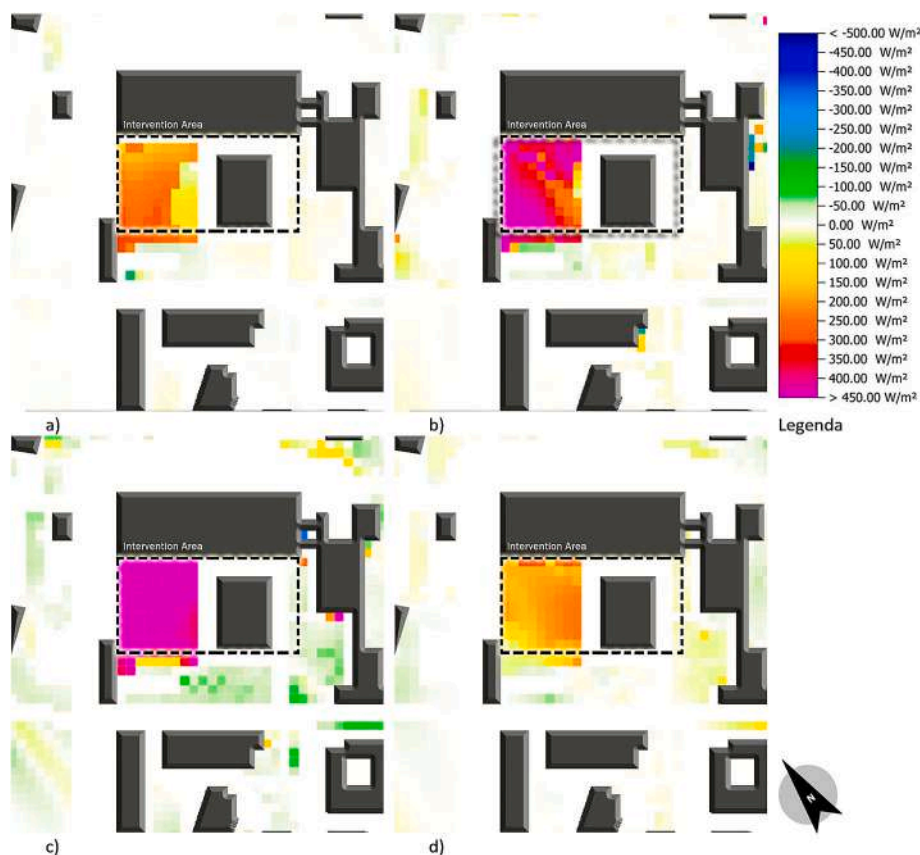 Intervention Area
Intervention Area
a)
b)
< -500.00 W/m²
-450.00 W/m²
-400.00 W/m²
-350.00 W/m²
-300.00 W/m²
-250.00 W/m²
-200.00 W/m²
-150.00 W/m²
-100.00 W/m²
-50.00 W/m²
0.00 W/m²
50.00 W/m²
100.00 W/m²
150.00 W/m²
200.00 W/m²
300.00 W/m²
350.00 W/m²
400.00 W/m²
> 450.00 W/m²
Legenda
Intervention Area
Intervention Area
c)
d)
N